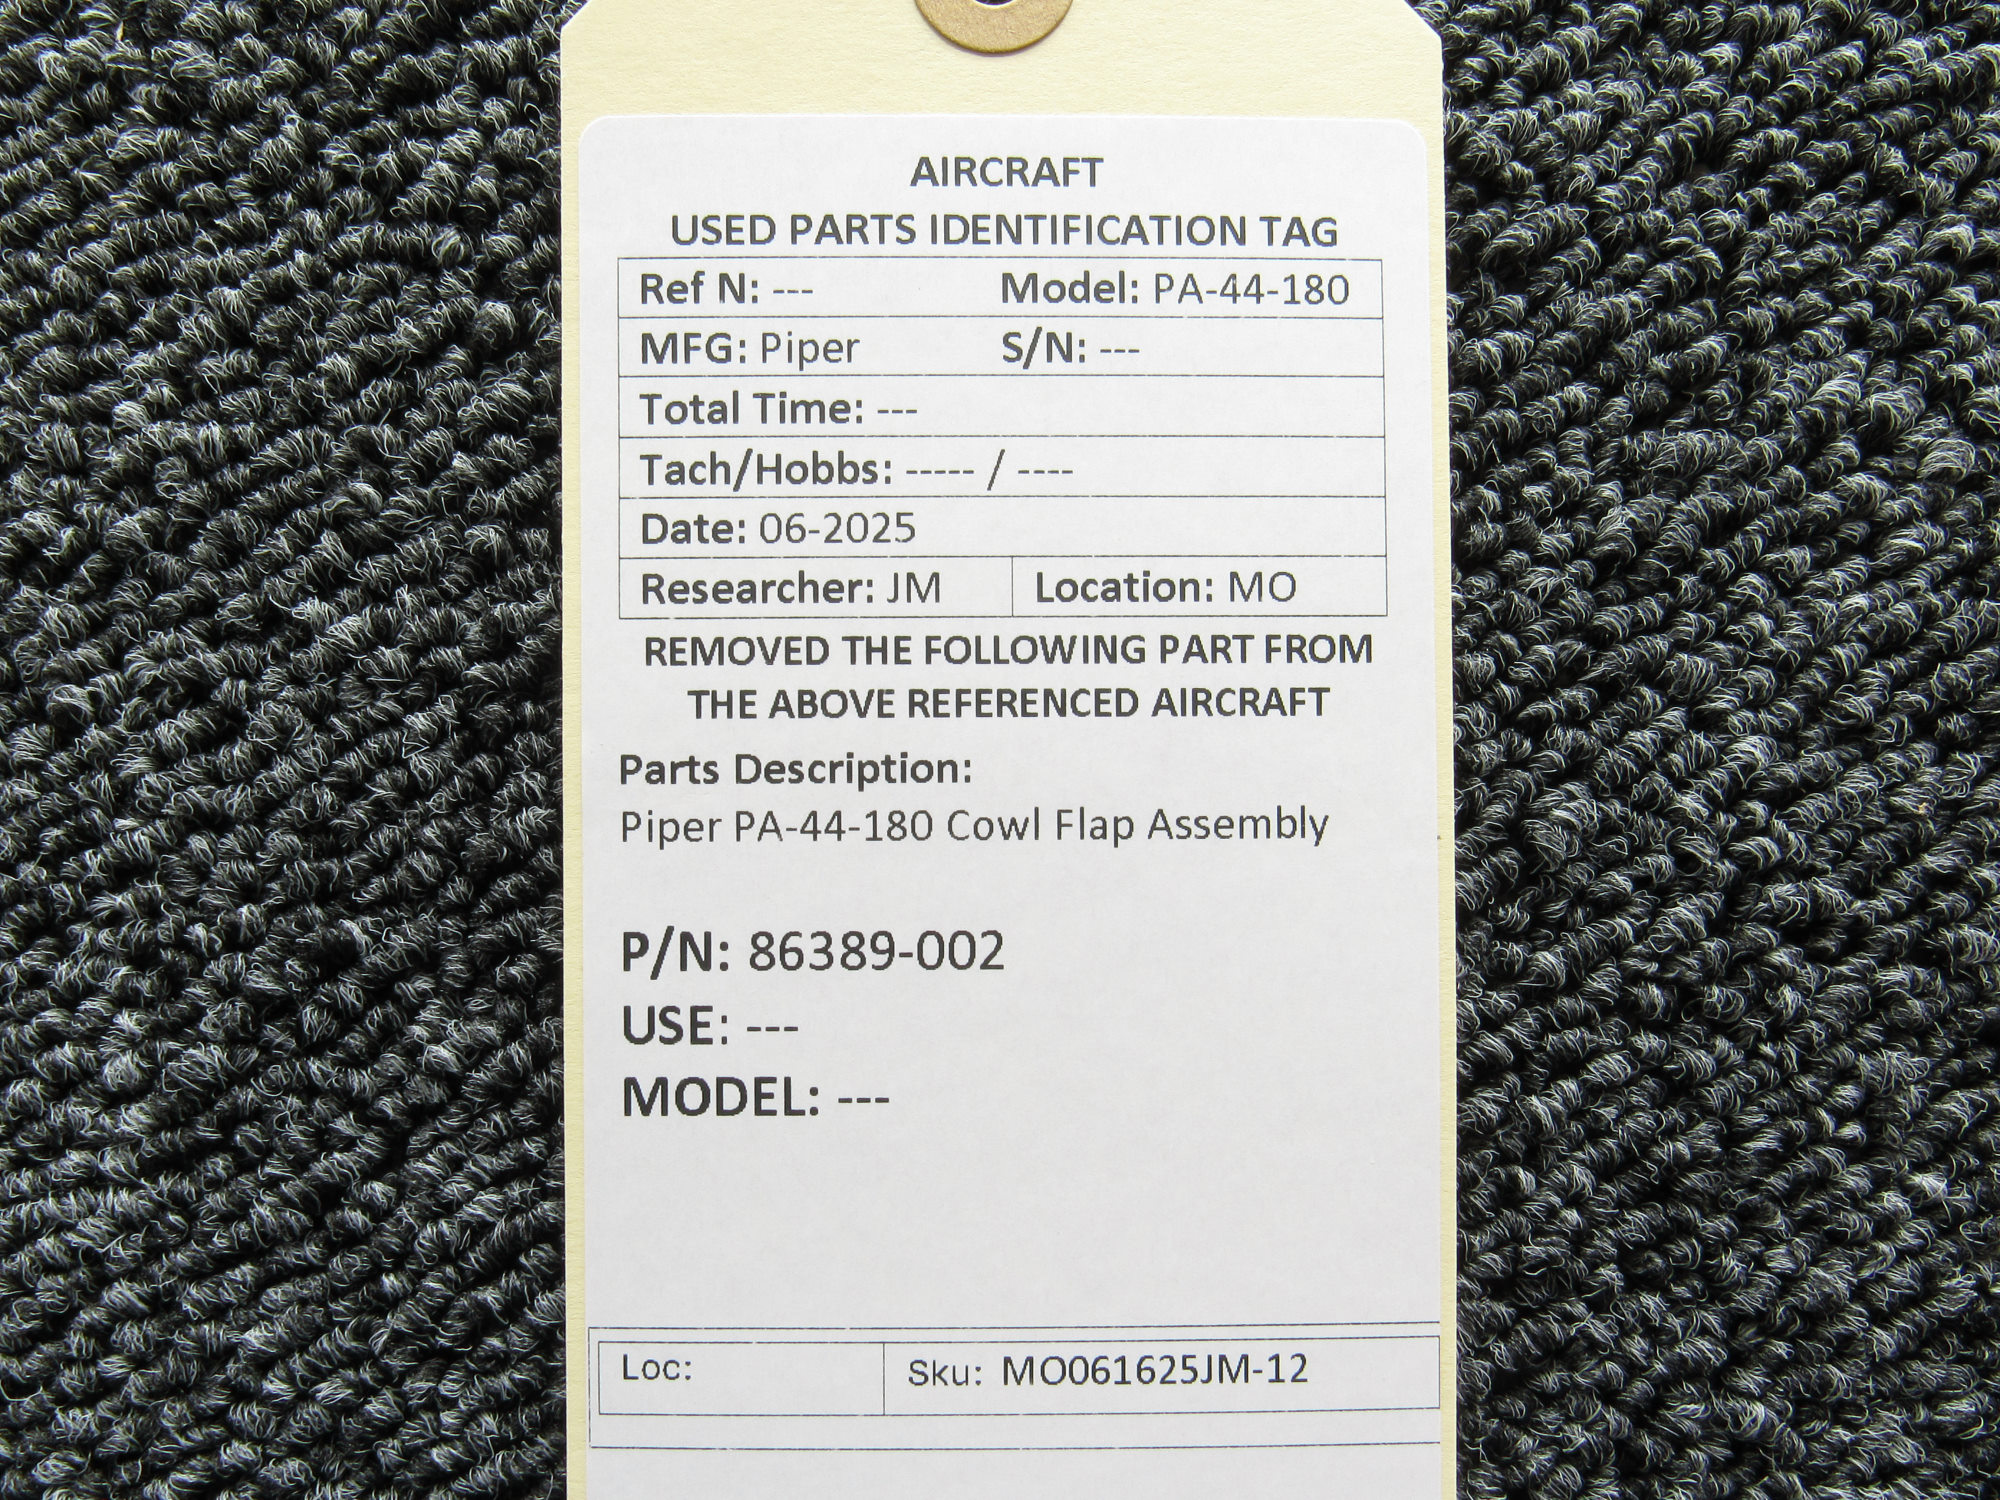 AIRCRAFT
USED PARTS IDENTIFICATION TAG
Ref N: --- Model: PA-44-180
MFG: Piper S/N: ---
Total Time: ---
Tach/Hobbs: ----- / ----
Date: 06-2025
Researcher: JM Location: MO
REMOVED THE FOLLOWING PART FROM
THE ABOVE REFERENCED AIRCRAFT
Parts Description:
Piper PA-44-180 Cowl Flap Assembly
P/N: 86389-002
USE: ---
MODEL: ---
Loc: Sku: MO061625JM-12